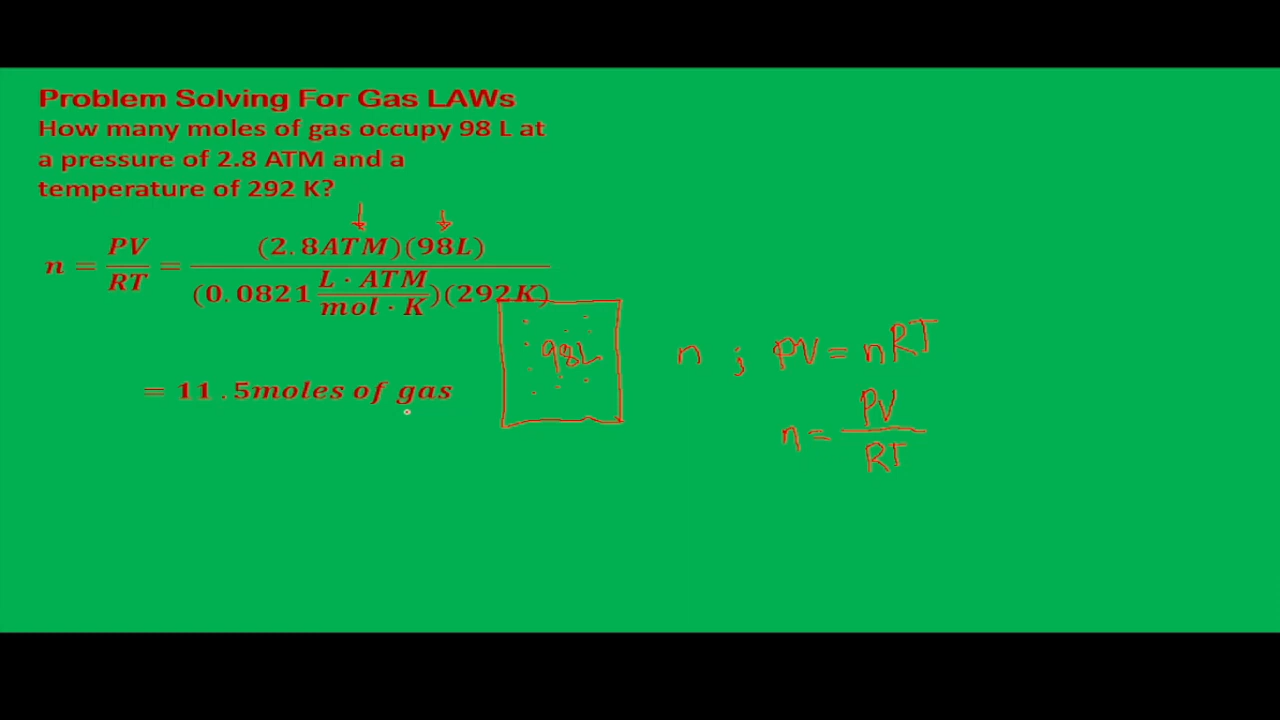 Problem Solving For Gas LAWs
How many moles of gas occupy 98 L at
a pressure of 2.8 ATM and a
temperature of 292 K?
n = PV/RT = (2.8ATM)(98L)/(0.0821 L · ATM/mol · K)(292K)
= 11.5moles of gas
98L
n ; PV = nRT
n = PV/RT